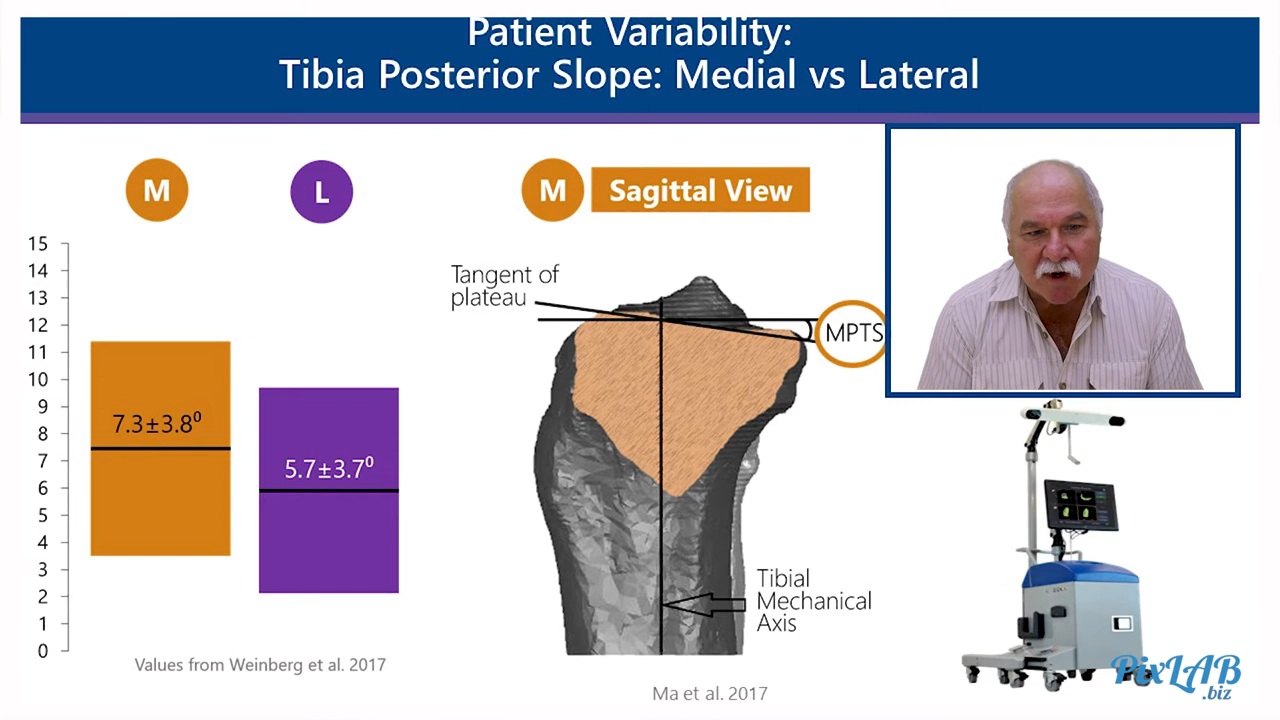 Patient Variability:
Tibia Posterior Slope: Medial vs Lateral
M
L
M
Sagittal View
15
14
13
12
11
10
9
8
7
6
5
4
3
2
1
0
7.3±3.8⁰
5.7±3.7⁰
Tangent of
plateau
MPTS
Tibial
Mechanical
Axis
Values from Weinberg et al. 2017
Ma et al. 2017
PixLAB
.biz